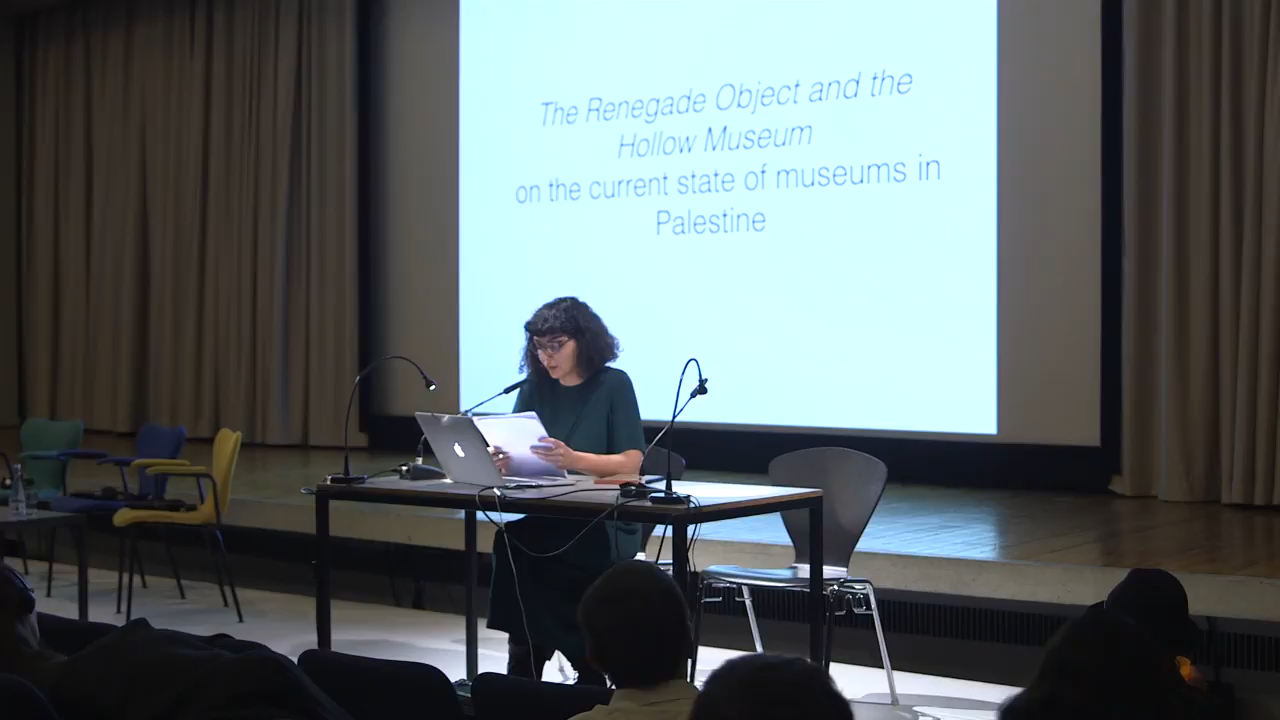 The Renegade Object and the
Hollow Museum
on the current state of museums in
Palestine